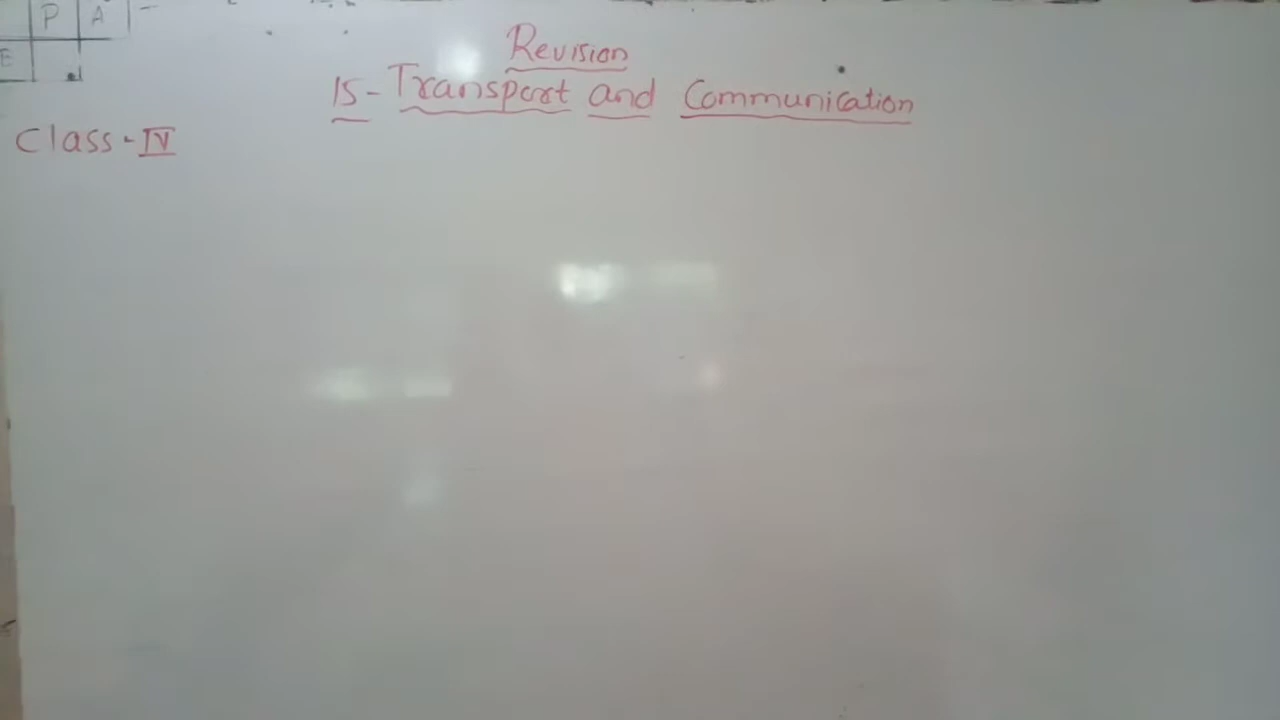 P A
E
Revision
15- Transport and Communication
Class - IV